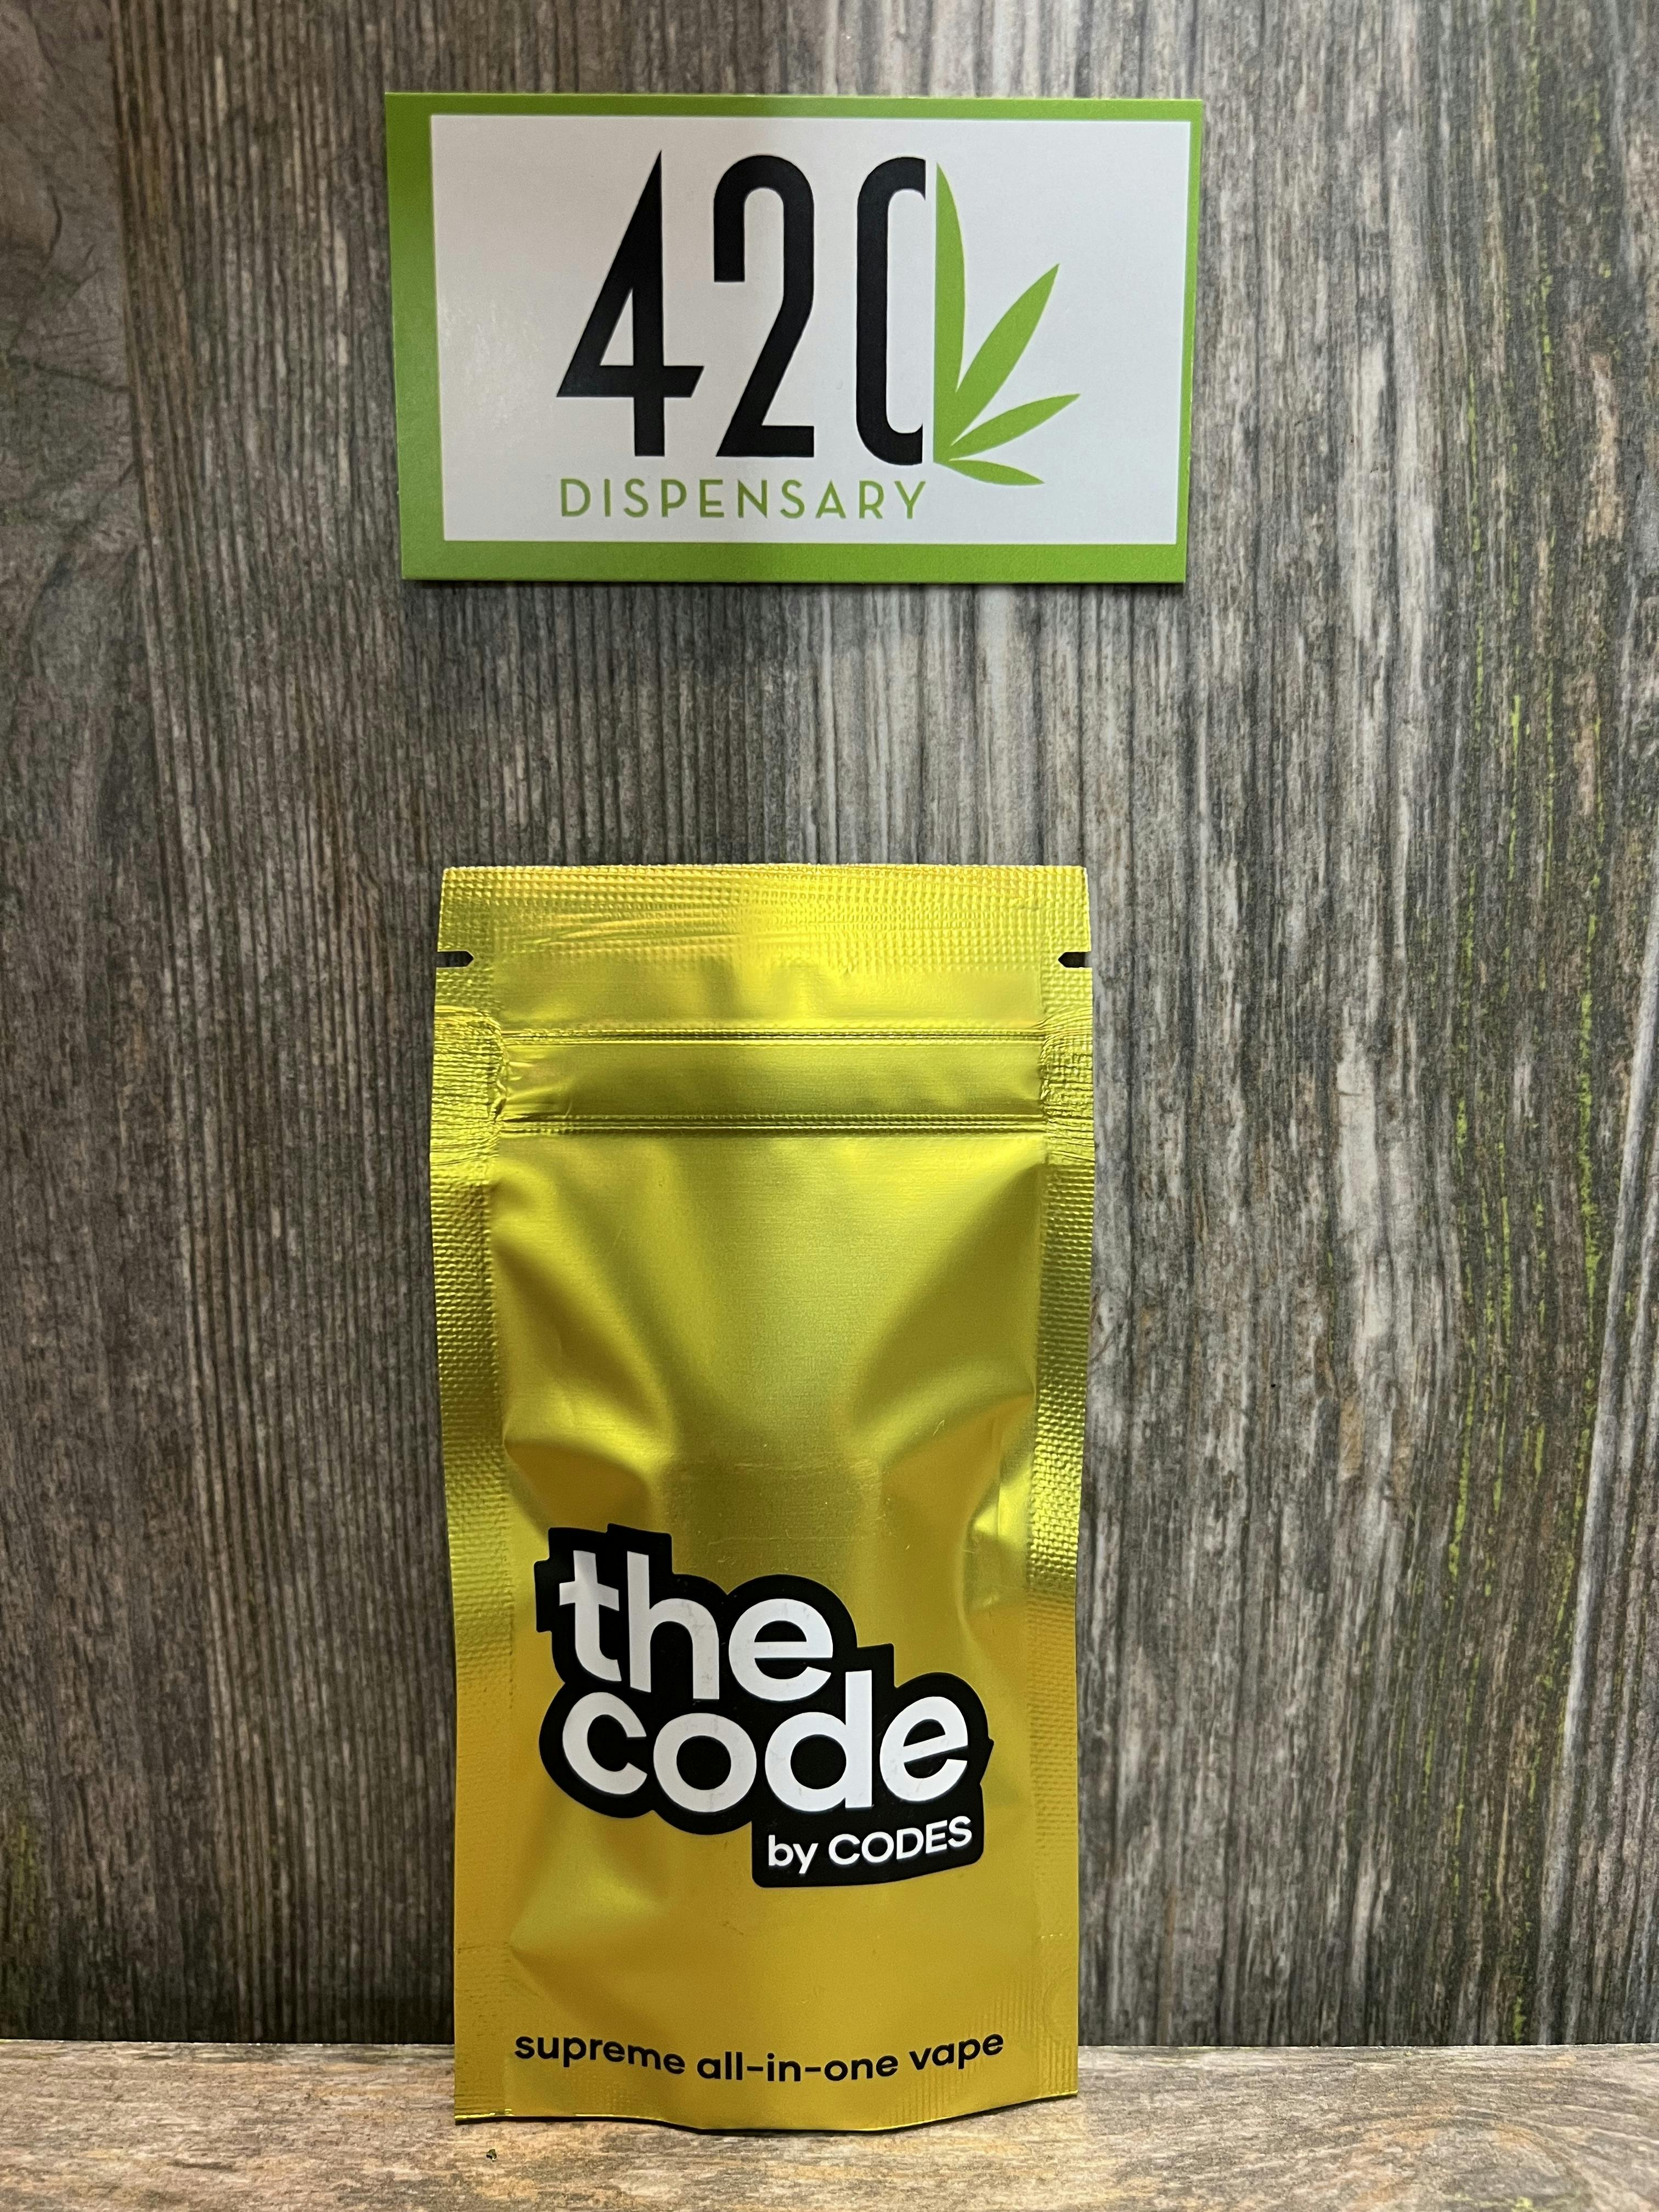 420
DISPENSARY
the
code
by CODES
supreme all-in-one vape